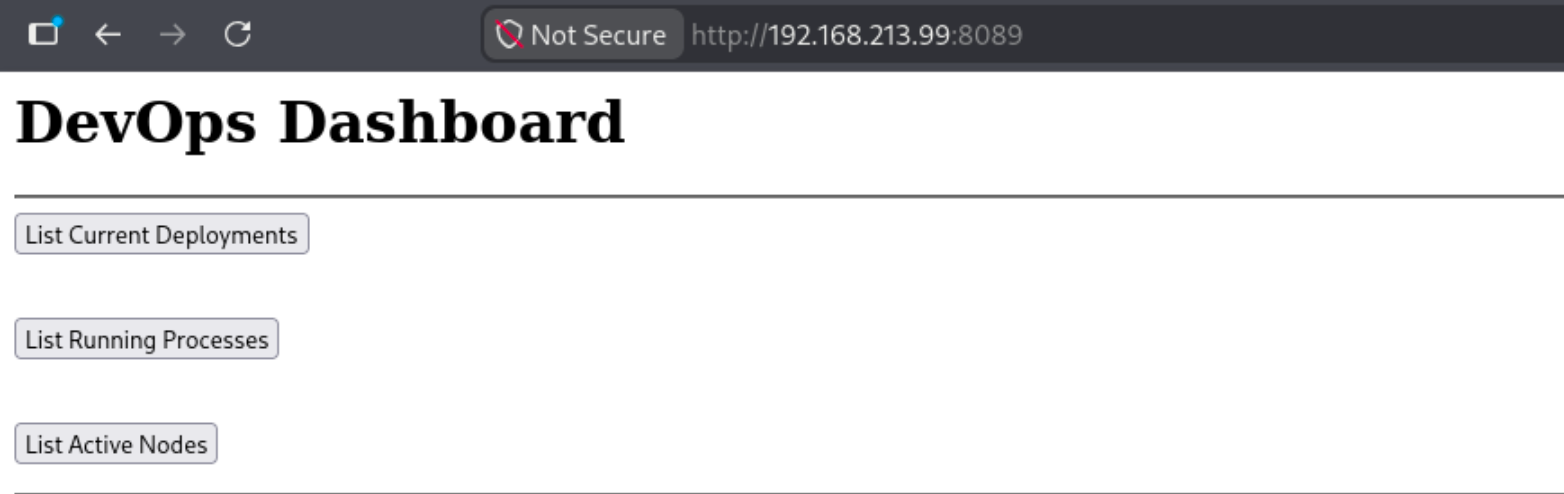 Not Secure http://192.168.213.99:8089
DevOps Dashboard
List Current Deployments
List Running Processes
List Active Nodes